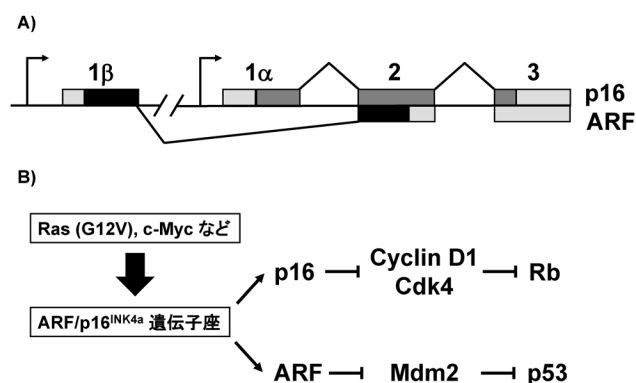 A)
1β 1α 2 3
p16
ARF
B)
Ras (G12V), c-Myc など
ARF/p16INK4a 遺伝子座
p16 Cyclin D1 Cdk4 Rb
ARF Mdm2 p53